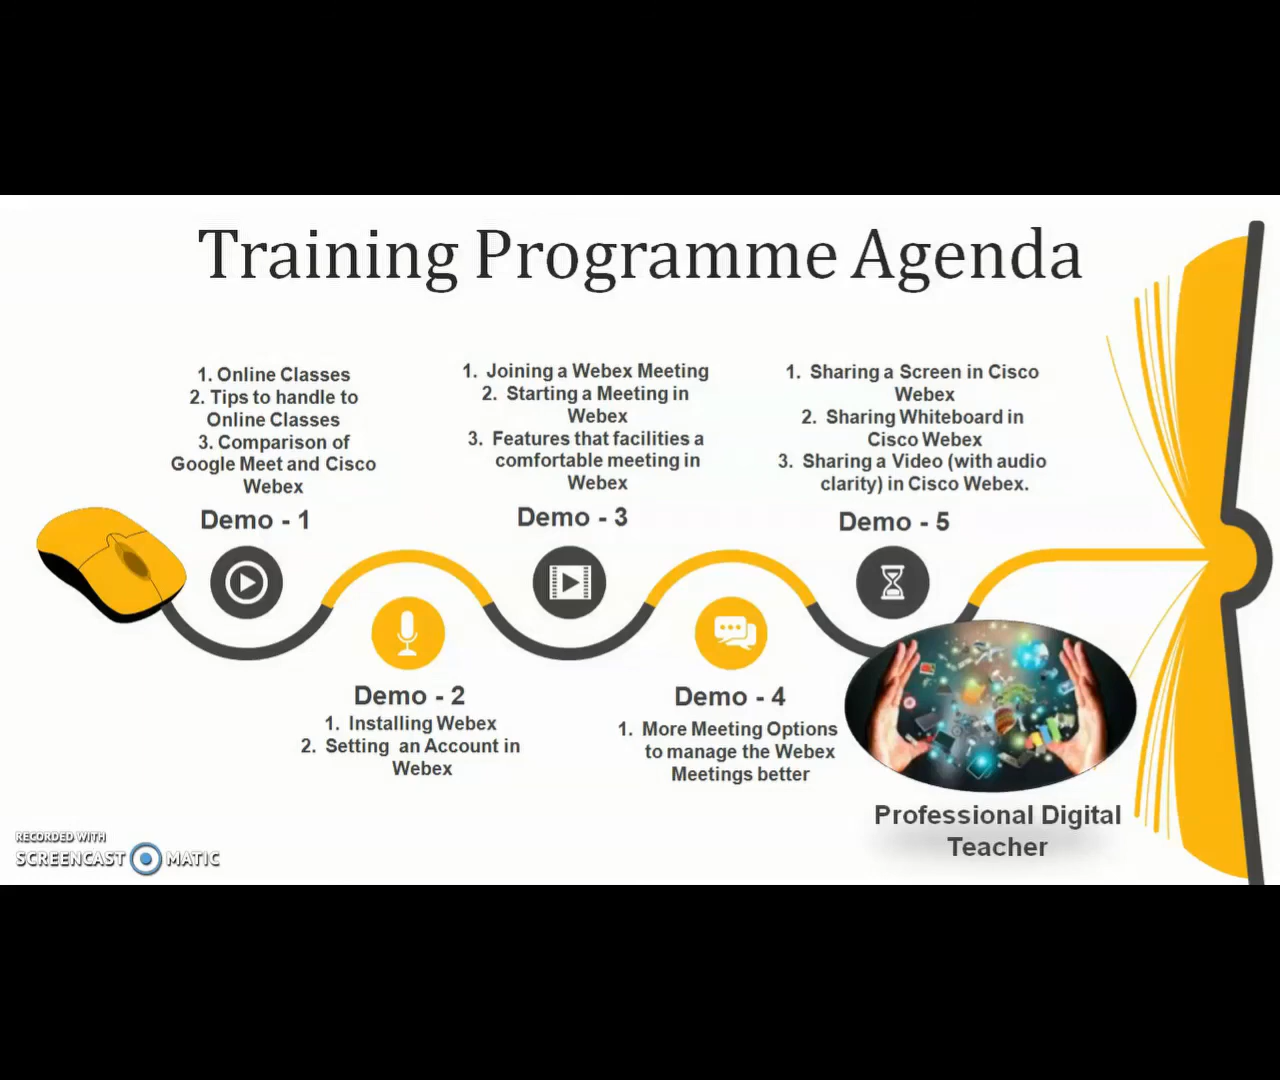 Training Programme Agenda
1. Online Classes
2. Tips to handle to
Online Classes
3. Comparison of
Google Meet and Cisco
Webex
Demo - 1
1. Joining a Webex Meeting
2. Starting a Meeting in
Webex
3. Features that facilities a
comfortable meeting in
Webex
Demo - 3
1. Sharing a Screen in Cisco
Webex
2. Sharing Whiteboard in
Cisco Webex
3. Sharing a Video (with audio
clarity) in Cisco Webex.
Demo - 5
Demo - 2
1. Installing Webex
2. Setting an Account in
Webex
Demo - 4
1. More Meeting Options
to manage the Webex
Meetings better
Professional Digital
Teacher
RECORDED WITH
SCREENCAST MATIC